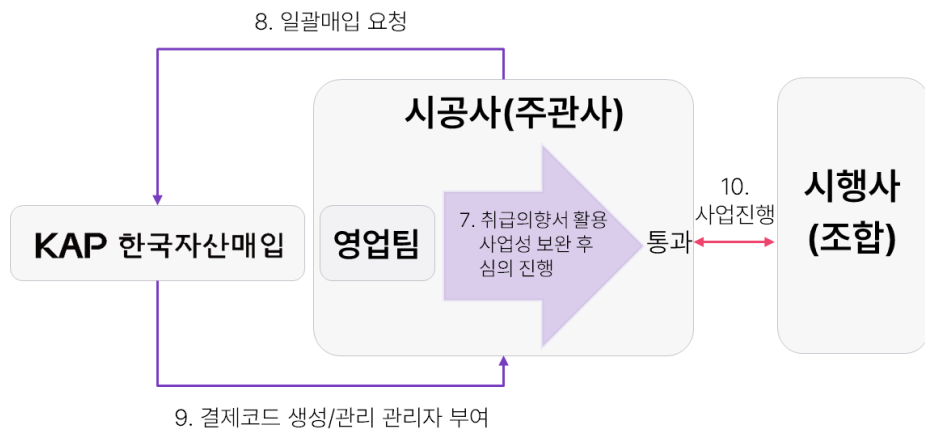 8. 일괄매입 요청
시공사(주관사)
KAP 한국자산매입
영업팀
7. 취급의향서 활용
사업성 보완 후
심의 진행
통과
10.
사업진행
시행사
(조합)
9. 결제코드 생성/관리 관리자 부여